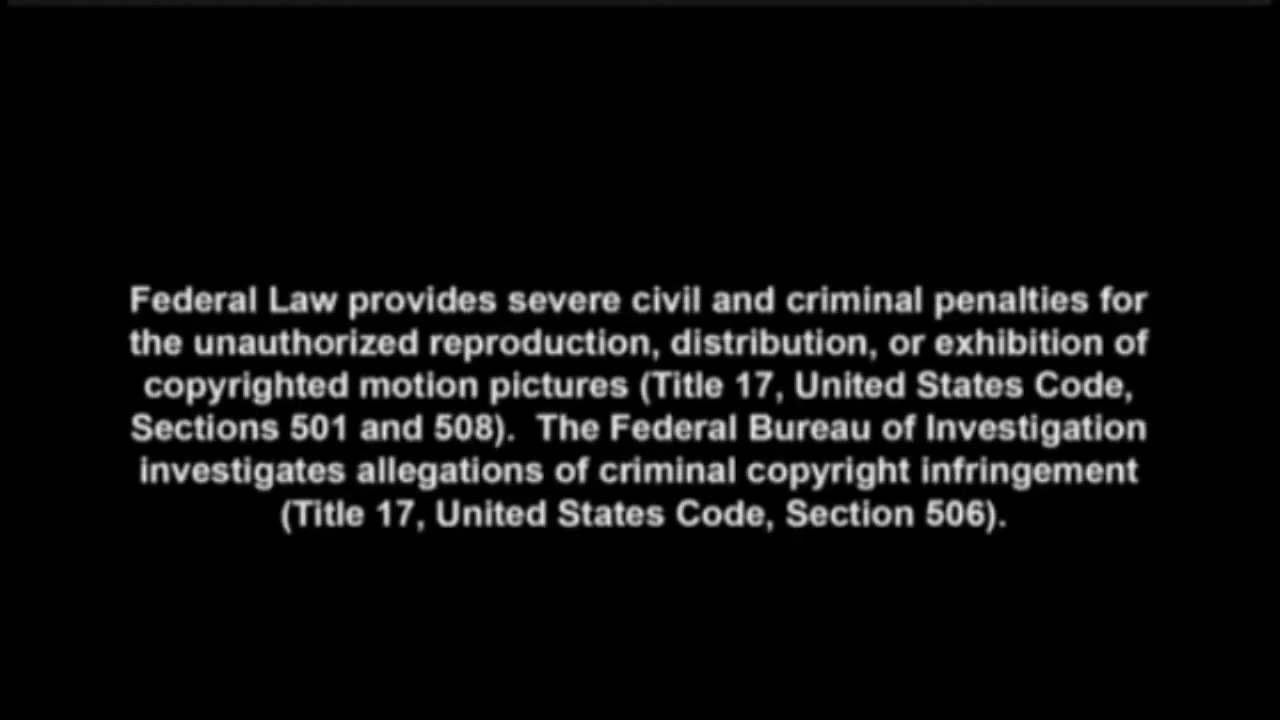 Federal Law provides severe civil and criminal penalties for
the unauthorized reproduction, distribution, or exhibition of
copyrighted motion pictures (Title 17, United States Code,
Sections 501 and 508).  The Federal Bureau of Investigation
investigates allegations of criminal copyright infringement
(Title 17, United States Code, Section 506).